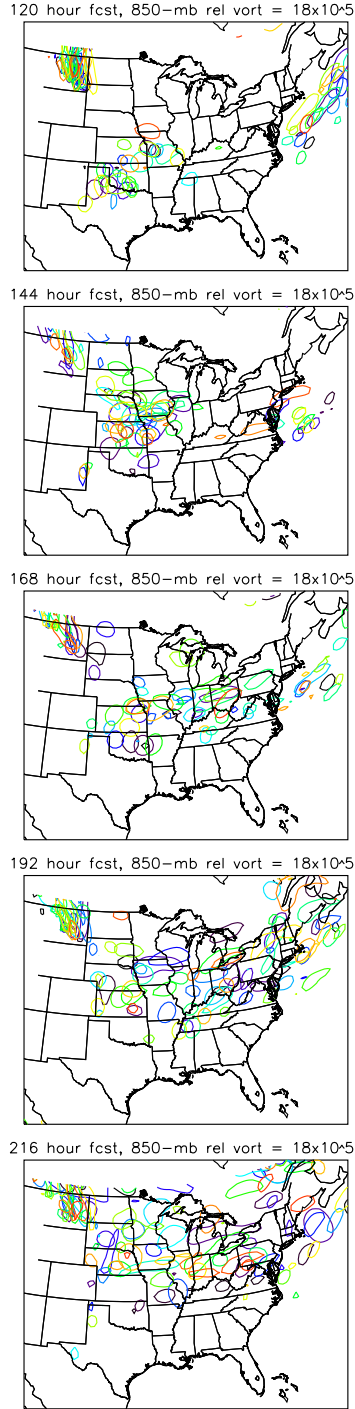 120 hour fcst, 850-mb rel vort = 18x10^5
144 hour fcst, 850-mb rel vort = 18x10^5
168 hour fcst, 850-mb rel vort = 18x10^5
192 hour fcst, 850-mb rel vort = 18x10^5
216 hour fcst, 850-mb rel vort = 18x10^5